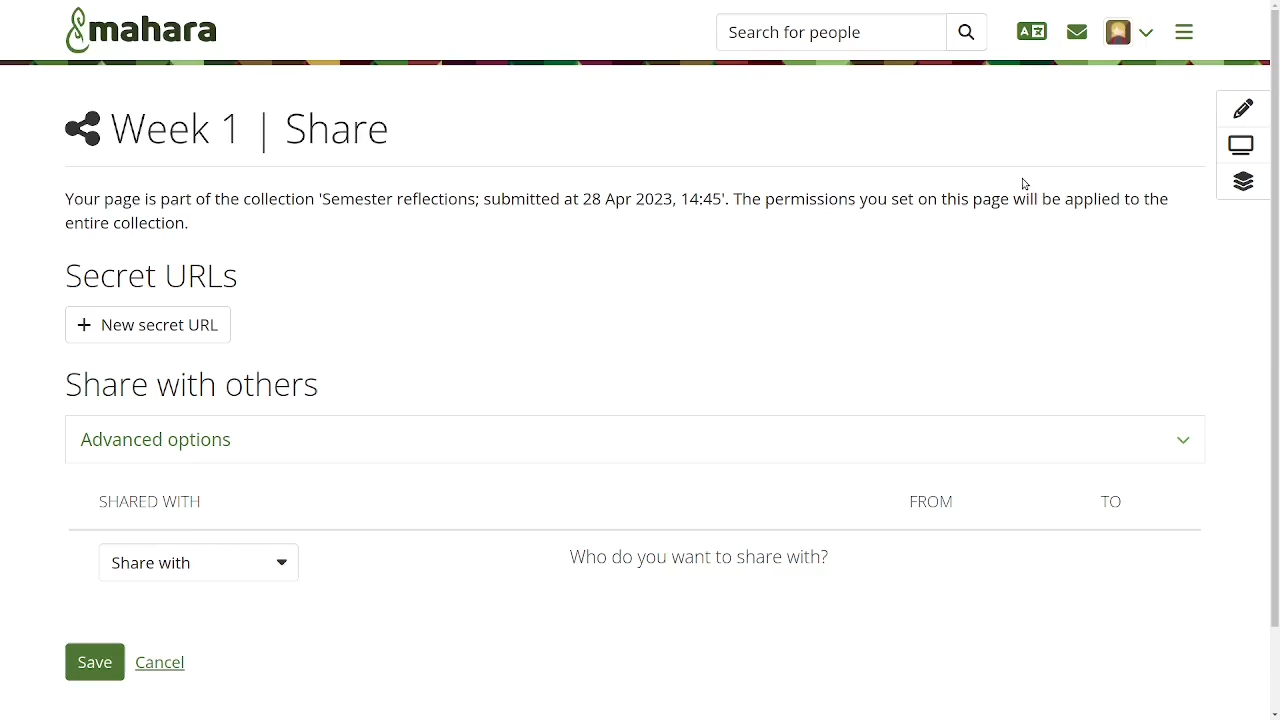 mahara
Search for people
Week 1 | Share
Your page is part of the collection 'Semester reflections; submitted at 28 Apr 2023, 14:45'. The permissions you set on this page will be applied to the
entire collection.
Secret URLs
+ New secret URL
Share with others
Advanced options
SHARED WITH FROM TO
Share with Who do you want to share with?
Save Cancel